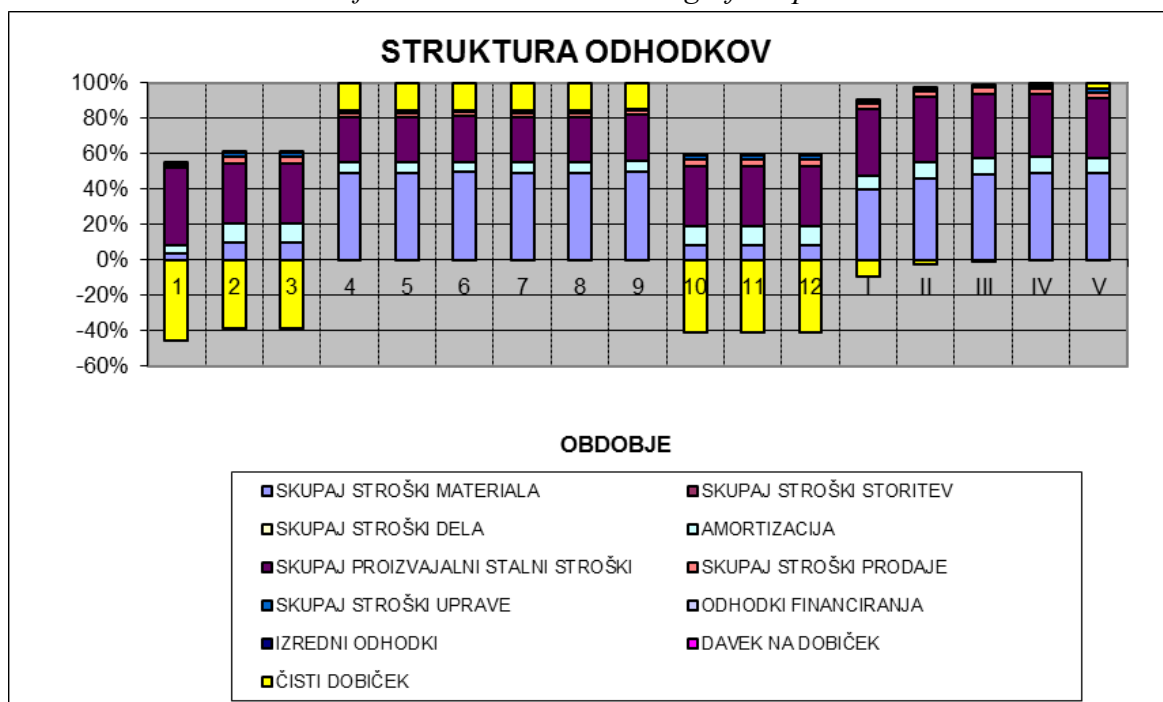 STRUKTURA ODHODKOV
100%
80%
60%
40%
20%
0%
-20%
-40%
-60%
1 2 3 4 5 6 7 8 9 10 11 12 I II III IV V
OBDOBJE
SKUPAJ STROŠKI MATERIALA
SKUPAJ STROŠKI STORITEV
SKUPAJ STROŠKI DELA
AMORTIZACIJA
SKUPAJ PROIZVAJALNI STALNI STROŠKI
SKUPAJ STROŠKI PRODAJE
SKUPAJ STROŠKI UPRAVE
ODHODKI FINANCIRANJA
IZREDNI ODHODKI
DAVEK NA DOBIČEK
ČISTI DOBIČEK